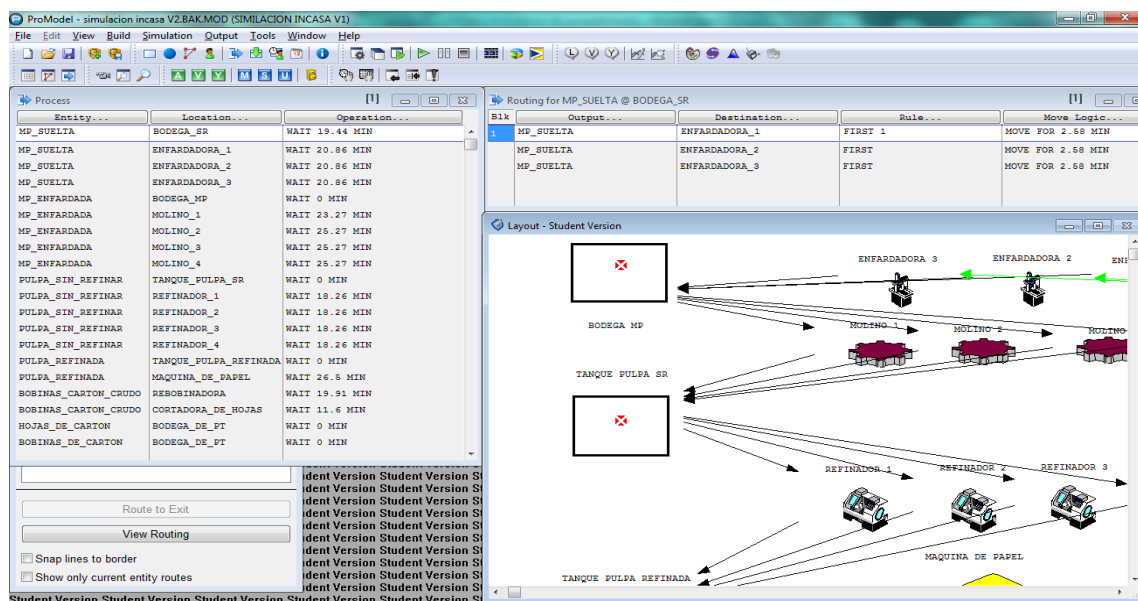 ProModel - simulacion incasa V2.BAK.MOD (SIMILACION INCASA V1)
File Edit View Build Simulation Output Tools Window Help
Process [1]
Entity... Location... Operation...
MP_SUELTA BODEGA_SR WAIT 19.44 MIN
MP_SUELTA ENFARDADORA_1 WAIT 20.86 MIN
MP_SUELTA ENFARDADORA_2 WAIT 20.86 MIN
MP_SUELTA ENFARDADORA_3 WAIT 20.86 MIN
MP_ENFARDADA BODEGA_MP WAIT 0 MIN
MP_ENFARDADA MOLINO_1 WAIT 23.27 MIN
MP_ENFARDADA MOLINO_2 WAIT 25.27 MIN
MP_ENFARDADA MOLINO_3 WAIT 25.27 MIN
MP_ENFARDADA MOLINO_4 WAIT 25.27 MIN
PULPA_SIN_REFINAR TANQUE_PULPA_SR WAIT 0 MIN
PULPA_SIN_REFINAR REFINADOR_1 WAIT 18.26 MIN
PULPA_SIN_REFINAR REFINADOR_2 WAIT 18.26 MIN
PULPA_SIN_REFINAR REFINADOR_3 WAIT 18.26 MIN
PULPA_SIN_REFINAR REFINADOR_4 WAIT 18.26 MIN
PULPA_REFINADA TANQUE_PULPA_REFINADA WAIT 0 MIN
PULPA_REFINADA MAQUINA_DE_PAPEL WAIT 26.5 MIN
BOBINAS_CARTON_CRUDO REBOBINADORA WAIT 19.91 MIN
BOBINAS_CARTON_CRUDO CORTADORA_DE_HOJAS WAIT 11.6 MIN
HOJAS_DE_CARTON BODEGA_DE_PT WAIT 0 MIN
BOBINAS_DE_CARTON BODEGA_DE_PT WAIT 0 MIN
Routing for MP_SUELTA @ BODEGA_SR [1]
Blk Output... Destination... Rule... Move Logic...
1 MP_SUELTA ENFARDADORA_1 FIRST 1 MOVE FOR 2.58 MIN
MP_SUELTA ENFARDADORA_2 FIRST MOVE FOR 2.58 MIN
MP_SUELTA ENFARDADORA_3 FIRST MOVE FOR 2.58 MIN
Layout - Student Version
ENFARDADORA 3 ENFARDADORA 2
BODEGA MP
MOLINO 1 MOLINO 2 MOLINO
TANQUE PULPA SR
REFINADOR 1 REFINADOR 2 REFINADOR 3
MAQUINA DE PAPEL
TANQUE PULPA REFINADA
Route to Exit
View Routing
Snap lines to border
Show only current entity routes
Student Version Student Version Student Version Student Version Student Version